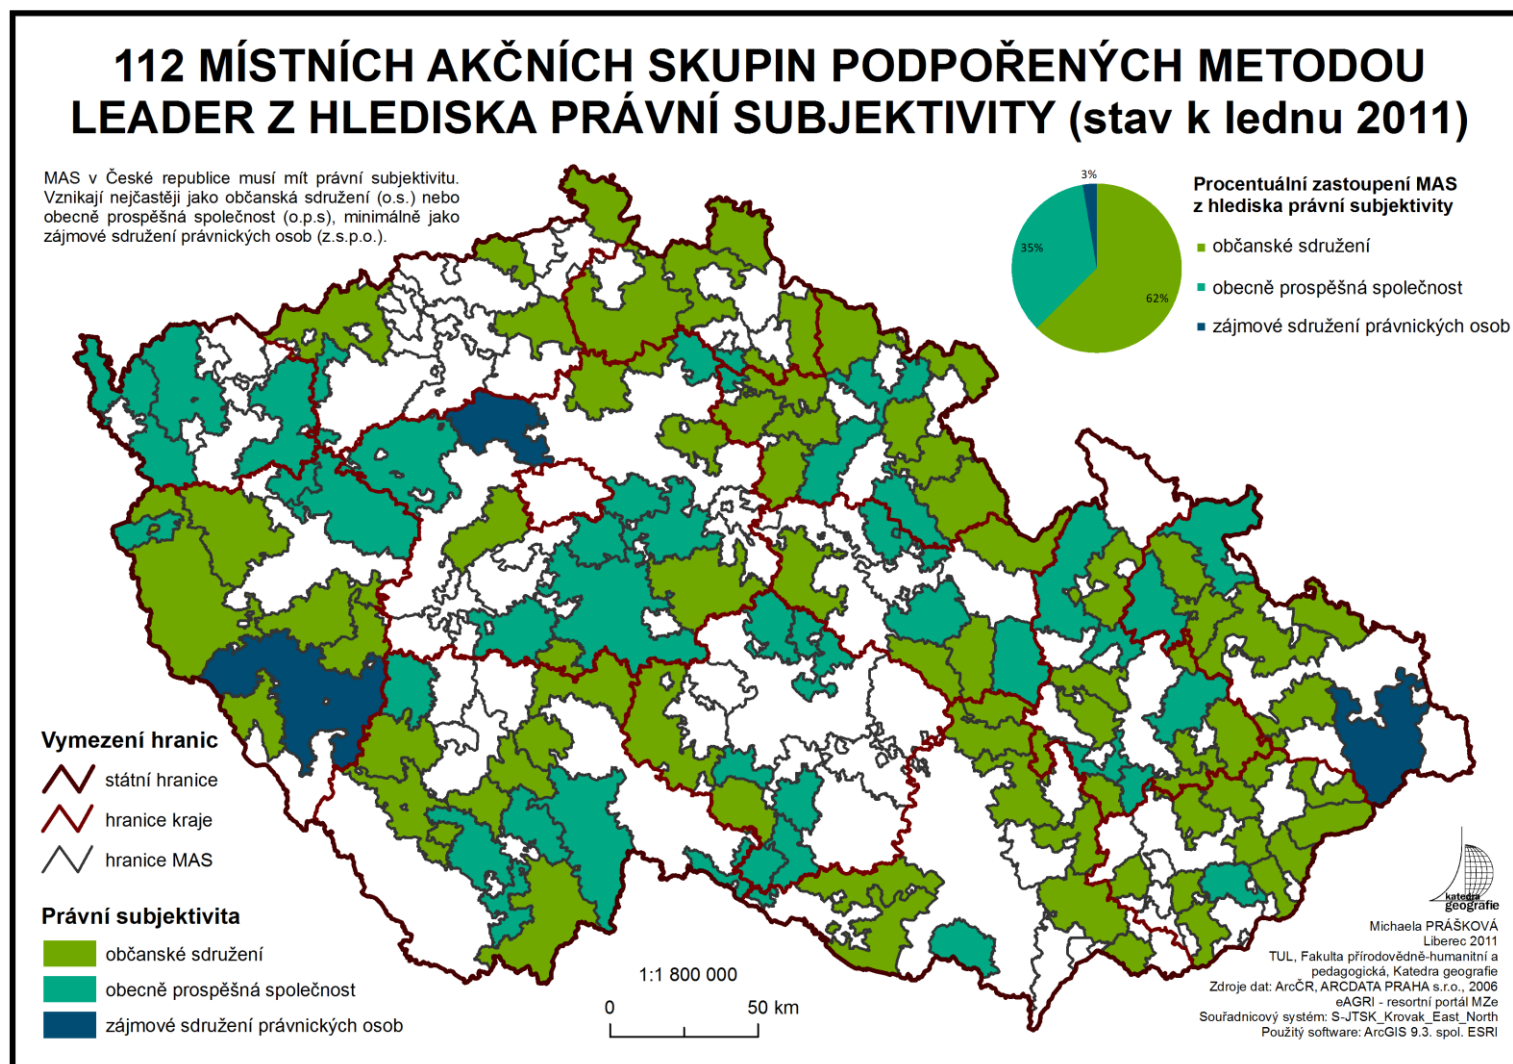 112 MÍSTNÍCH AKČNÍCH SKUPIN PODPOŘENÝCH METODOU
LEADER Z HLEDISKA PRÁVNÍ SUBJEKTIVITY (stav k lednu 2011)
MAS v České republice musí mít právní subjektivitu.
Vznikají nejčastěji jako občanská sdružení (o.s.) nebo
obecně prospěšná společnost (o.p.s), minimálně jako
zájmové sdružení právnických osob (z.s.p.o.).
3%
35%
62%
Procentuální zastoupení MAS
z hlediska právní subjektivity
občanské sdružení
obecně prospěšná společnost
zájmové sdružení právnických osob
Vymezení hranic
státní hranice
hranice kraje
hranice MAS
Právní subjektivita
občanské sdružení
obecně prospěšná společnost
zájmové sdružení právnických osob
1:1 800 000
0 50 km
katedra
geografie
Michaela PRÁŠKOVÁ
Liberec 2011
TUL, Fakulta přírodovědně-humanitní a
pedagogická, Katedra geografie
Zdroje dat: ArcČR, ARCDATA PRAHA s.r.o., 2006
eAGRI - resortní portál MZe
Souřadnicový systém: S-JTSK_Krovak_East_North
Použitý software: ArcGIS 9.3. spol. ESRI